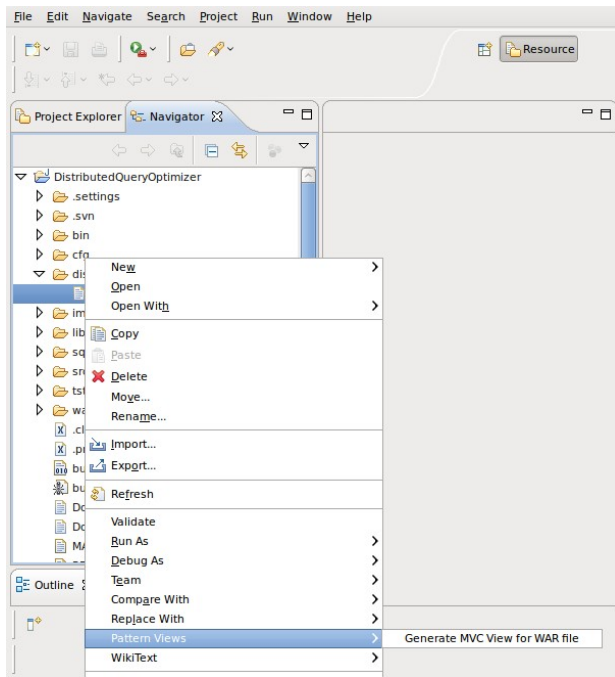 File Edit Navigate Search Project Run Window Help
Resource
Project Explorer Navigator
DistributedQueryOptimizer
.settings
.svn
bin
cfg
New
Open
Open With
Copy
Paste
Delete
Move...
Rename...
Import...
Export...
Refresh
Validate
Run As
Debug As
Team
Compare With
Replace With
Pattern Views
Generate MVC View for WAR file
WikiText
Outline